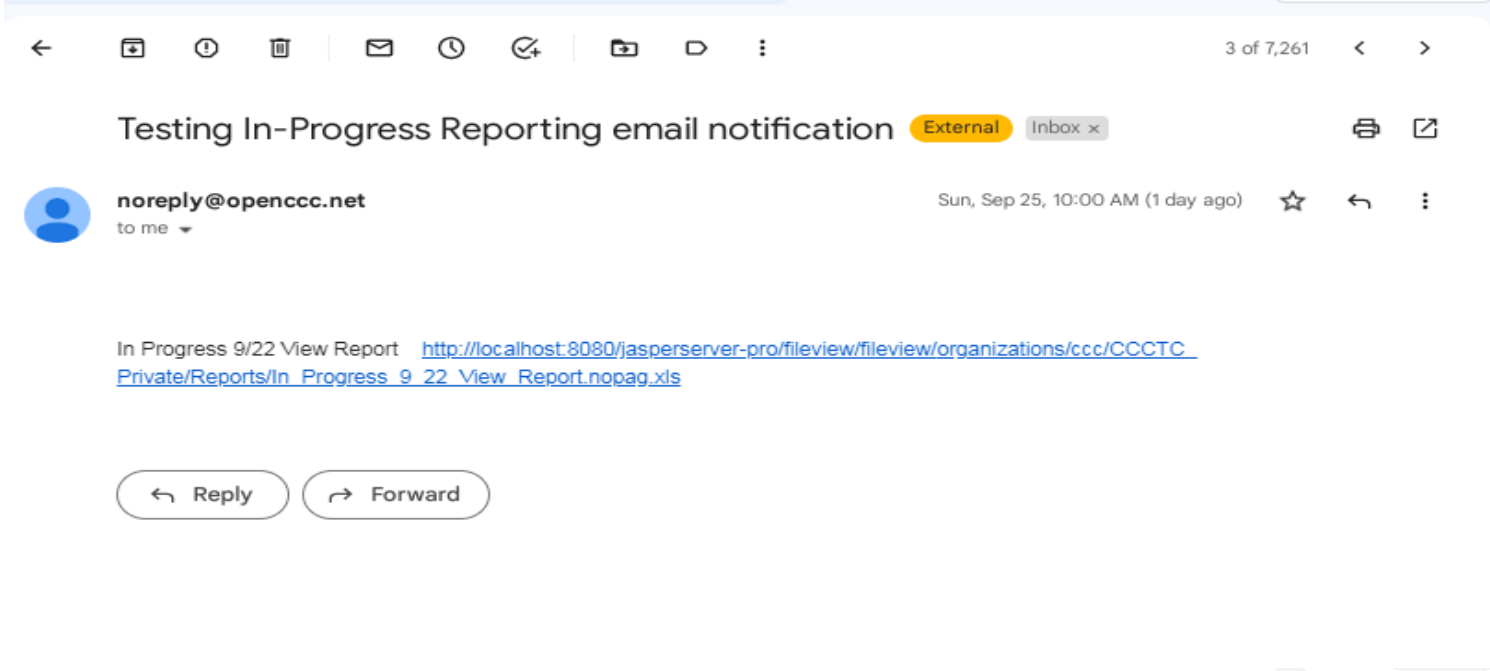 3 of 7,261
Testing In-Progress Reporting email notification External Inbox ×
noreply@openccc.net Sun, Sep 25, 10:00 AM (1 day ago)
to me
In Progress 9/22 View Report http://localhost:8080/jasperserver-pro/fileview/fileview/organizations/ccc/CCCTC_
Private/Reports/In_Progress_9_22_View_Report.nopag.xls
Reply Forward